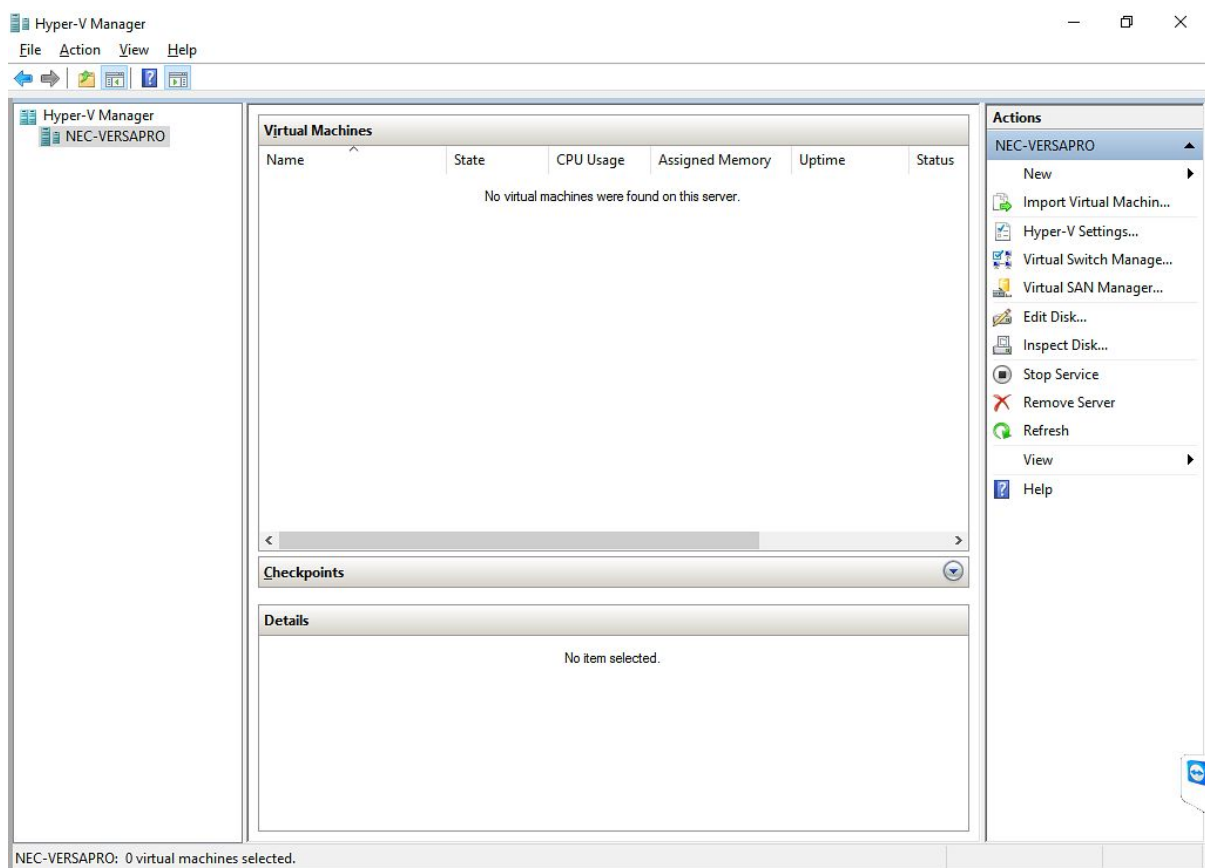 Hyper-V Manager
File Action View Help
Hyper-V Manager
NEC-VERSAPRO
Virtual Machines
Name State CPU Usage Assigned Memory Uptime Status
No virtual machines were found on this server.
Checkpoints
Details
No item selected.
Actions
NEC-VERSAPRO
New
Import Virtual Machin...
Hyper-V Settings...
Virtual Switch Manage...
Virtual SAN Manager...
Edit Disk...
Inspect Disk...
Stop Service
Remove Server
Refresh
View
Help
NEC-VERSAPRO: 0 virtual machines selected.